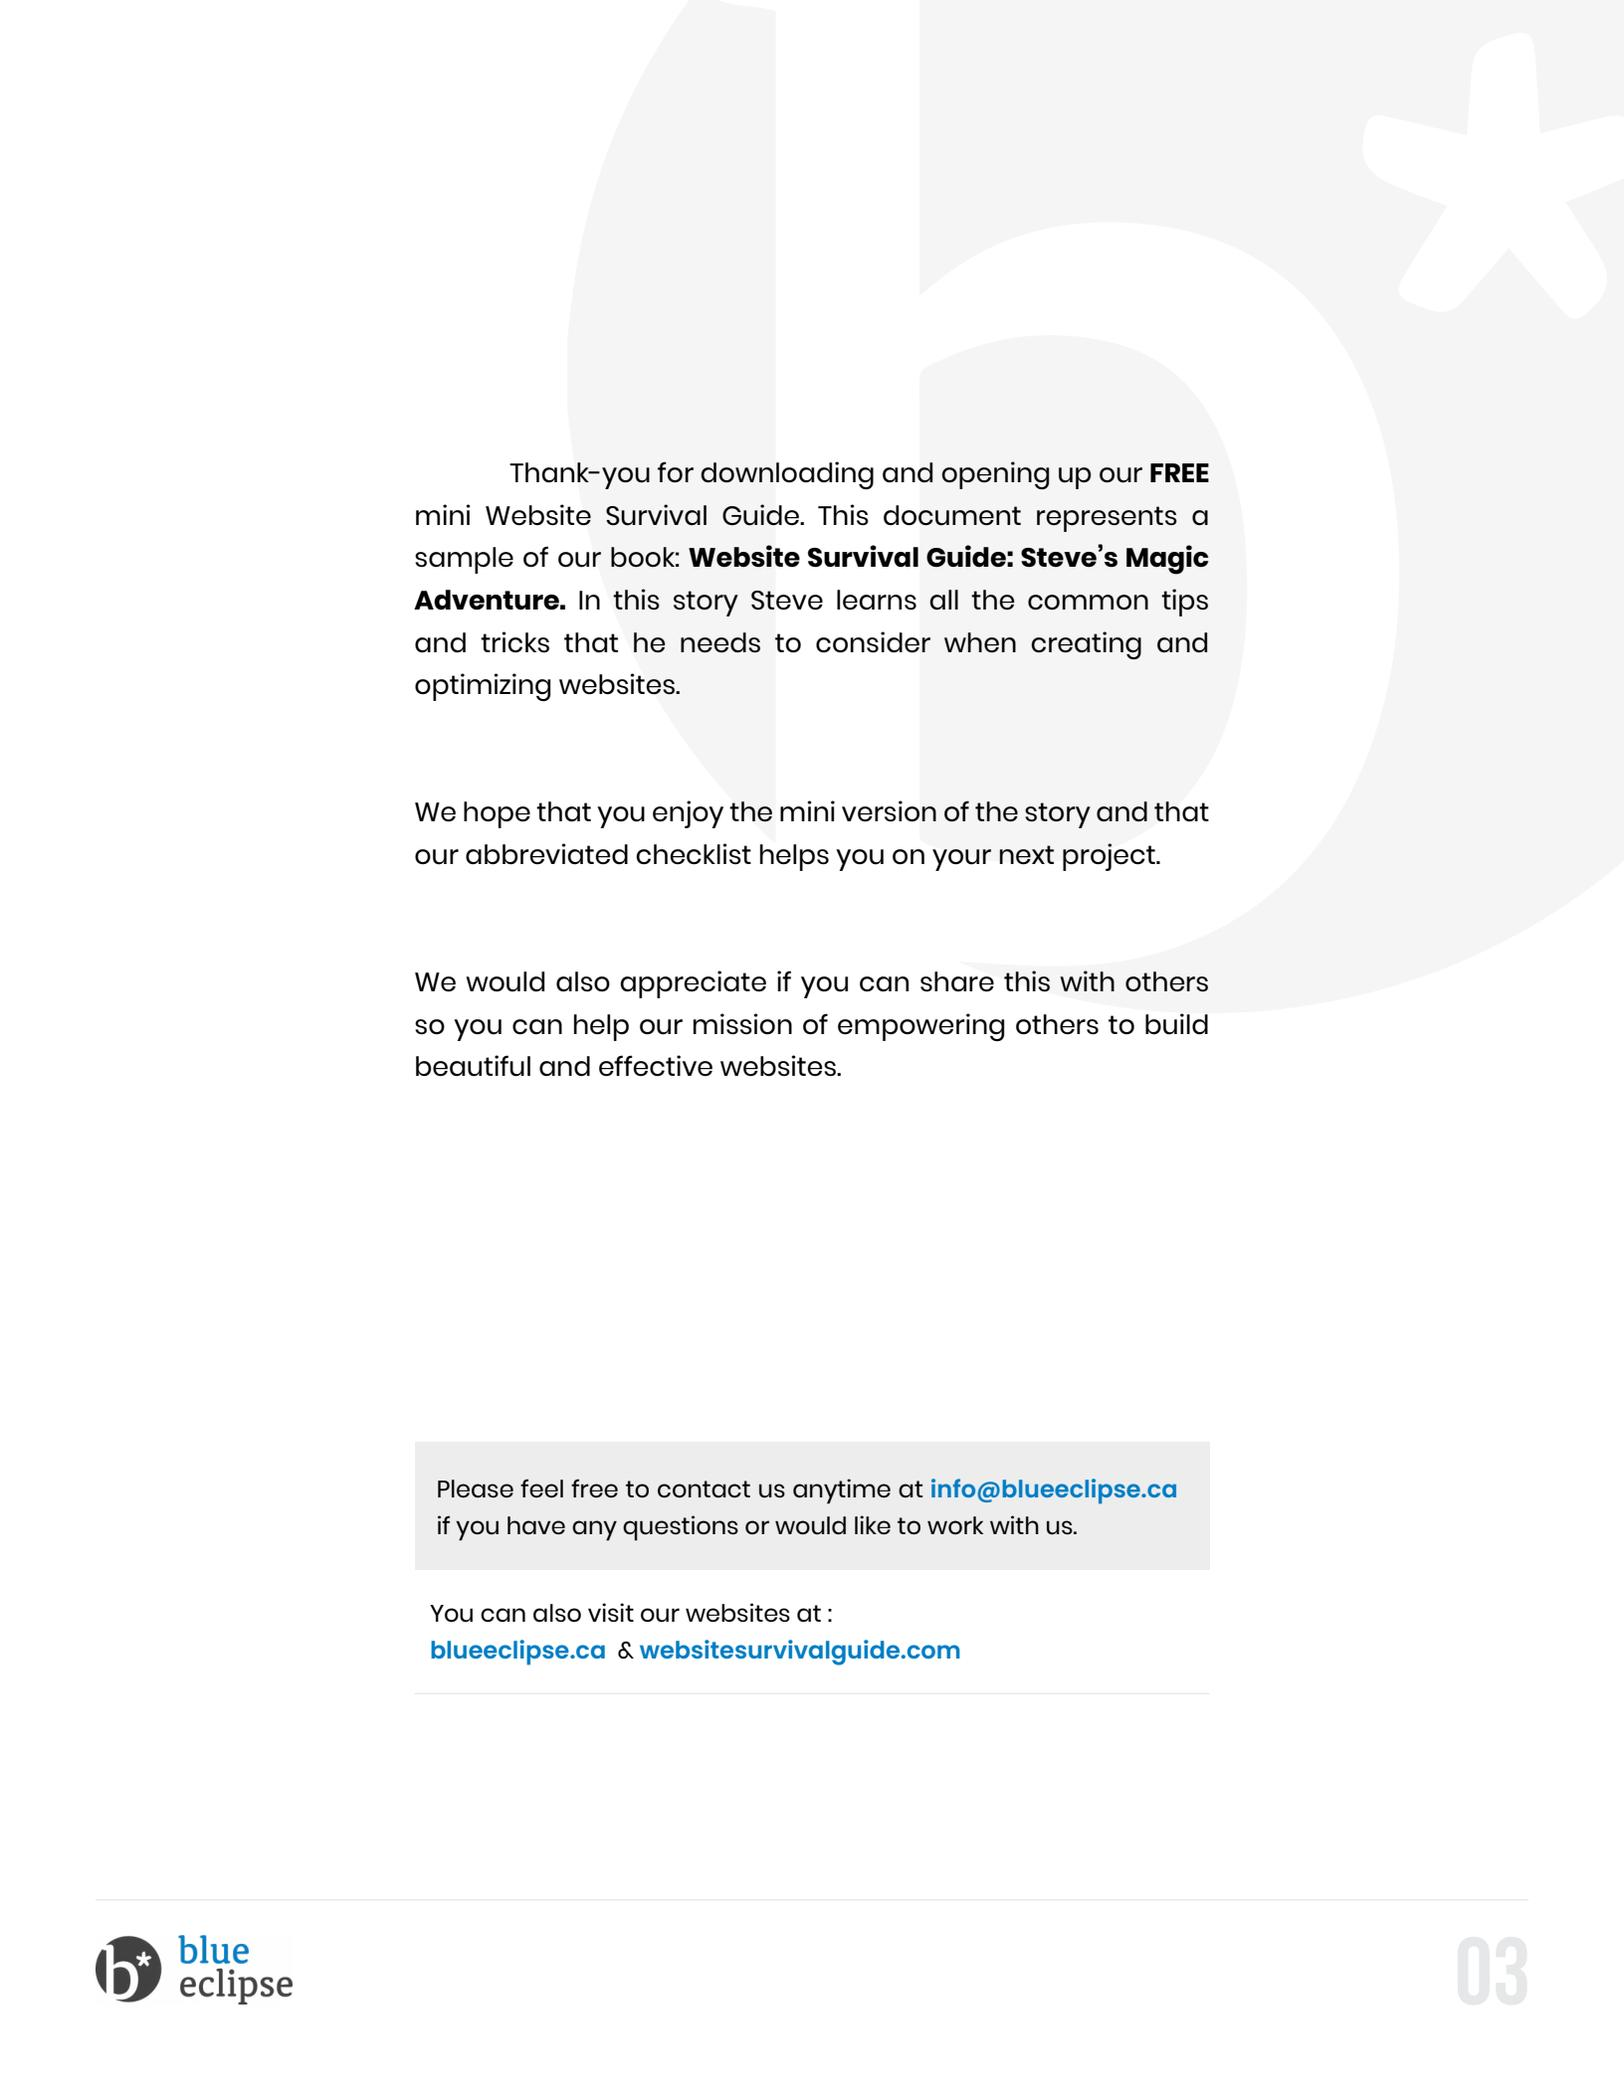 Thank-you for downloading and opening up our FREE
mini Website Survival Guide. This document represents a
sample of our book: Website Survival Guide: Steve’s Magic
Adventure. In this story Steve learns all the common tips
and tricks that he needs to consider when creating and
optimizing websites.
We hope that you enjoy the mini version of the story and that
our abbreviated checklist helps you on your next project.
We would also appreciate if you can share this with others
so you can help our mission of empowering others to build
beautiful and effective websites.
Please feel free to contact us anytime at info@blueeclipse.ca
if you have any questions or would like to work with us.
You can also visit our websites at :
blueeclipse.ca & websitesurvivalguide.com
b*
blue
eclipse
03